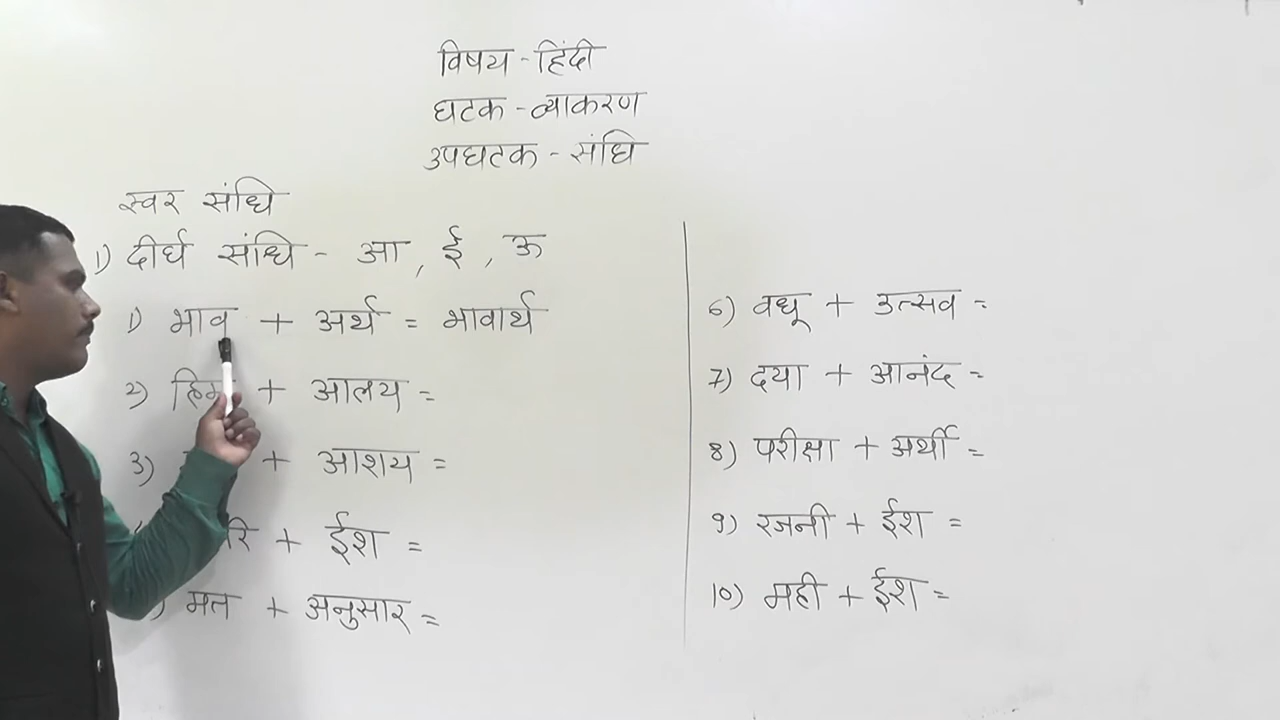 विषय - हिंदी
घटक - व्याकरण
उपघटक - संधि
स्वर संधि
1) दीर्घ संधि - आ , ई , ऊ
1) भाव + अर्थ = भावार्थ
2) + आलय =
3) + आशय =
+ ईश =
) मत + अनुसार =
6) वधू + उत्सव =
7) दया + आनंद =
8) परीक्षा + अर्थी =
9) रजनी + ईश =
10) मही + ईश =